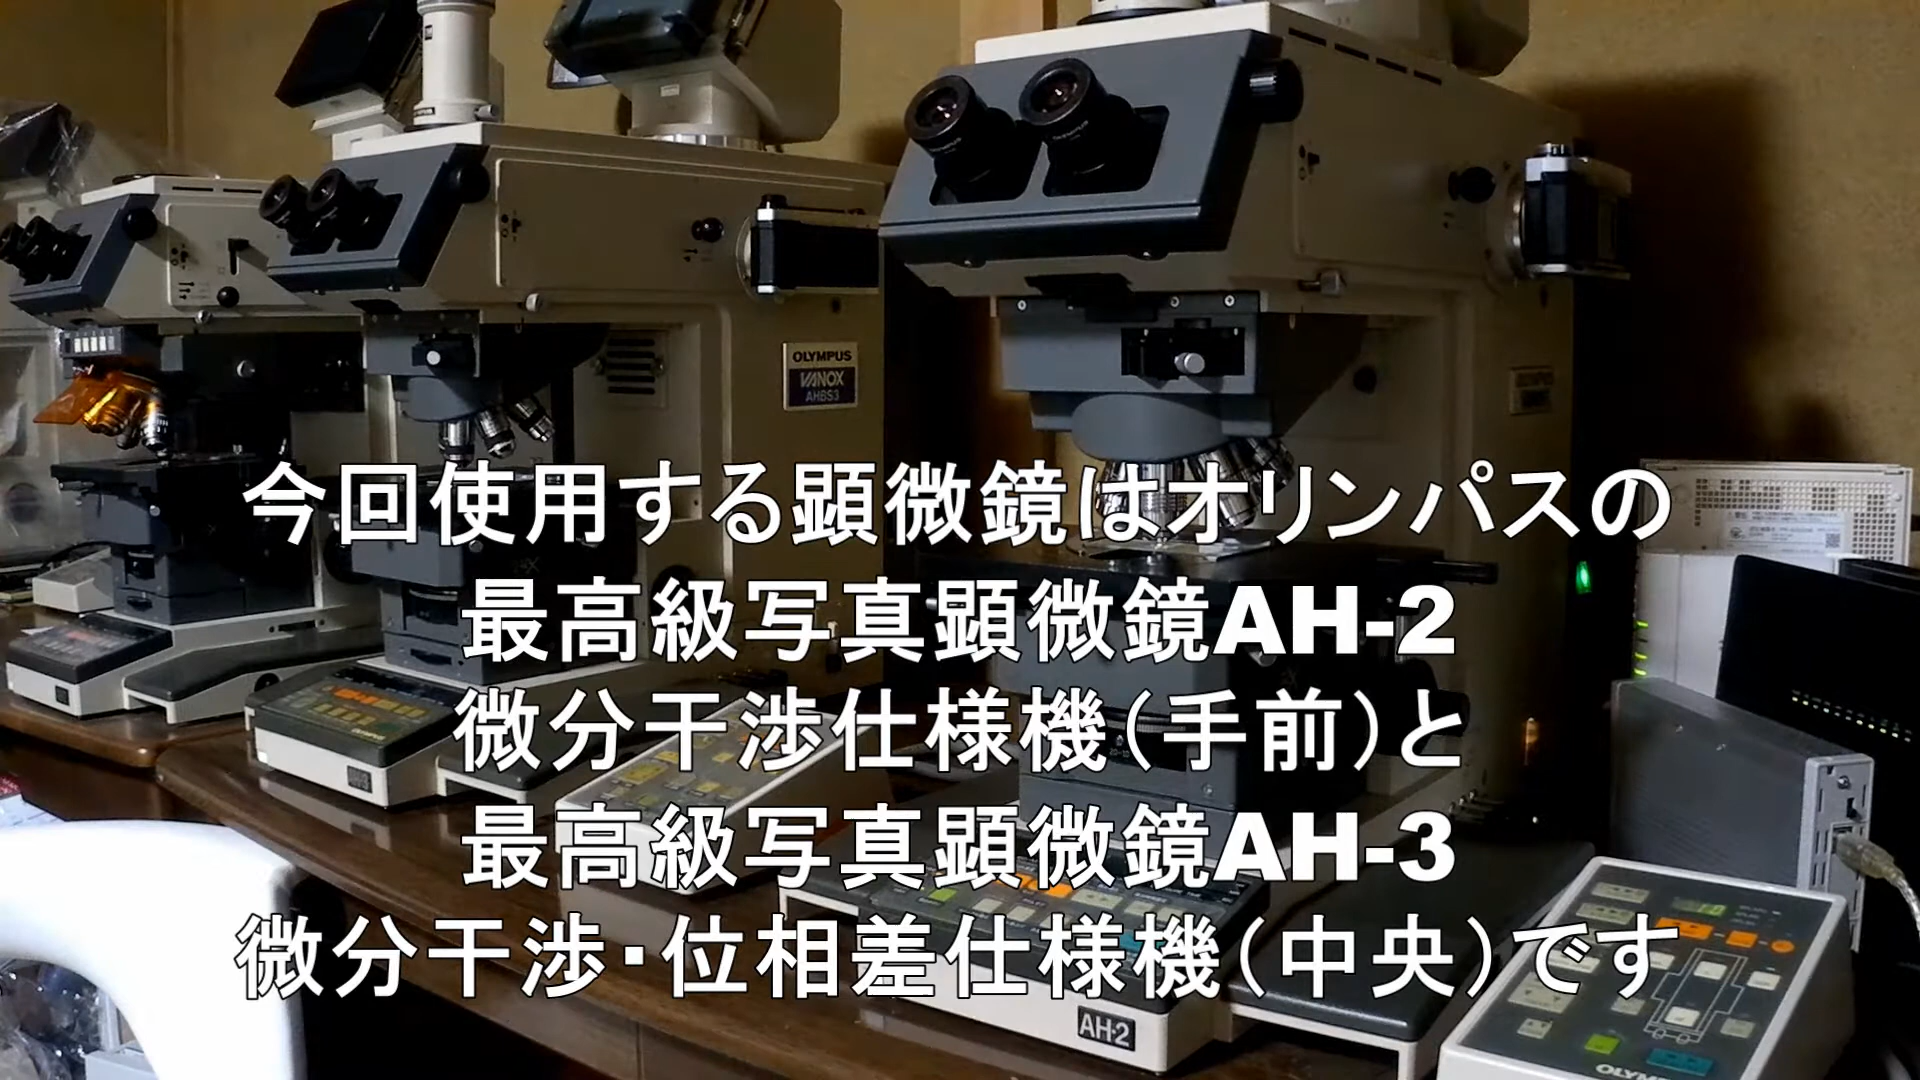 OLYMPUS
VANOX
AHBS3
今回使用する顕微鏡はオリンパスの
最高級写真顕微鏡AH-2
微分干渉仕様機（手前）と
最高級写真顕微鏡AH-3
微分干渉・位相差仕様機（中央）です
AH-2